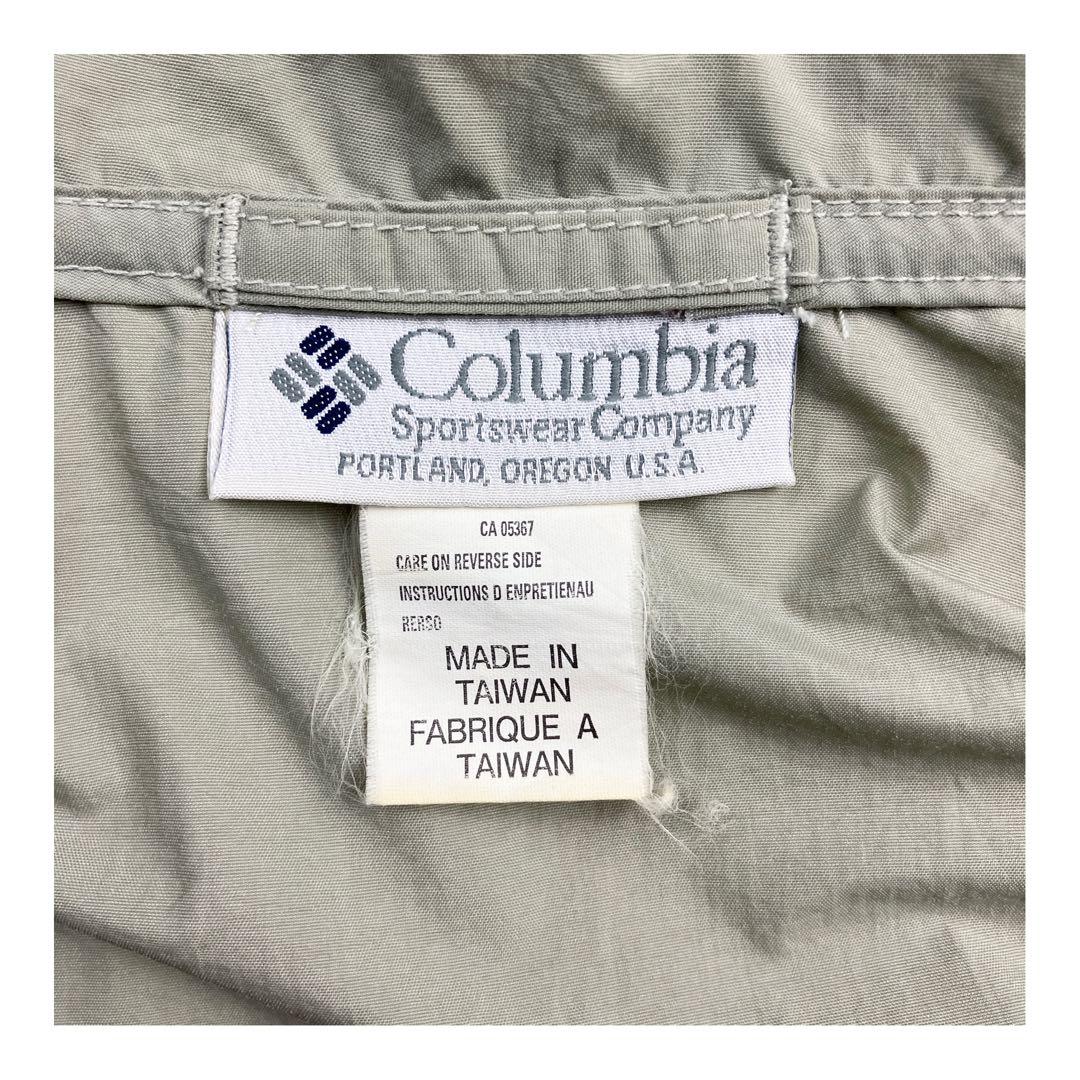 Columbia
Sportswear Company
PORTLAND, OREGON U.S.A.
CA 05367
CARE ON REVERSE SIDE
INSTRUCTIONS D ENPRETIENAU
RERSO
MADE IN
TAIWAN
FABRIQUE A
TAIWAN